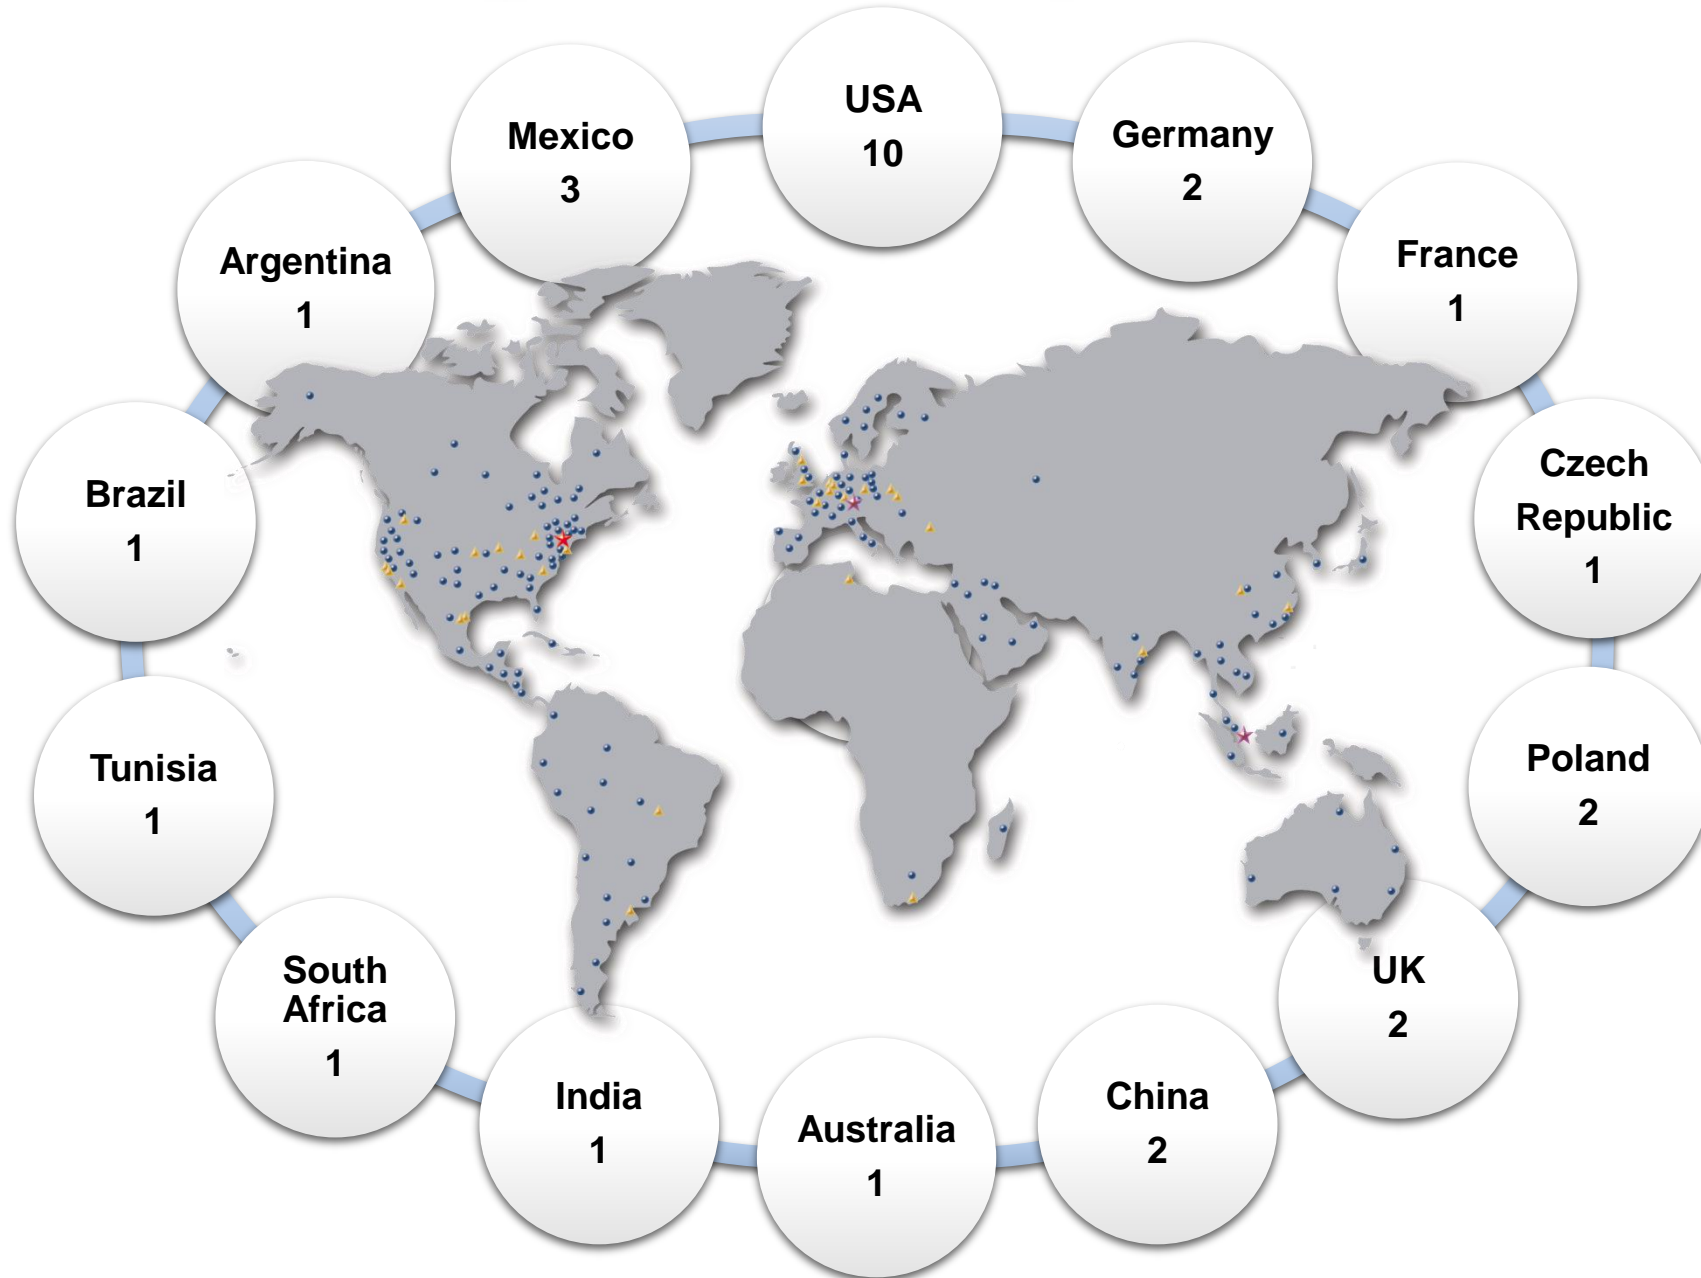 USA
10
Germany
2
France
1
Czech
Republic
1
Poland
2
UK
2
China
2
Australia
1
India
1
South
Africa
1
Tunisia
1
Brazil
1
Argentina
1
Mexico
3